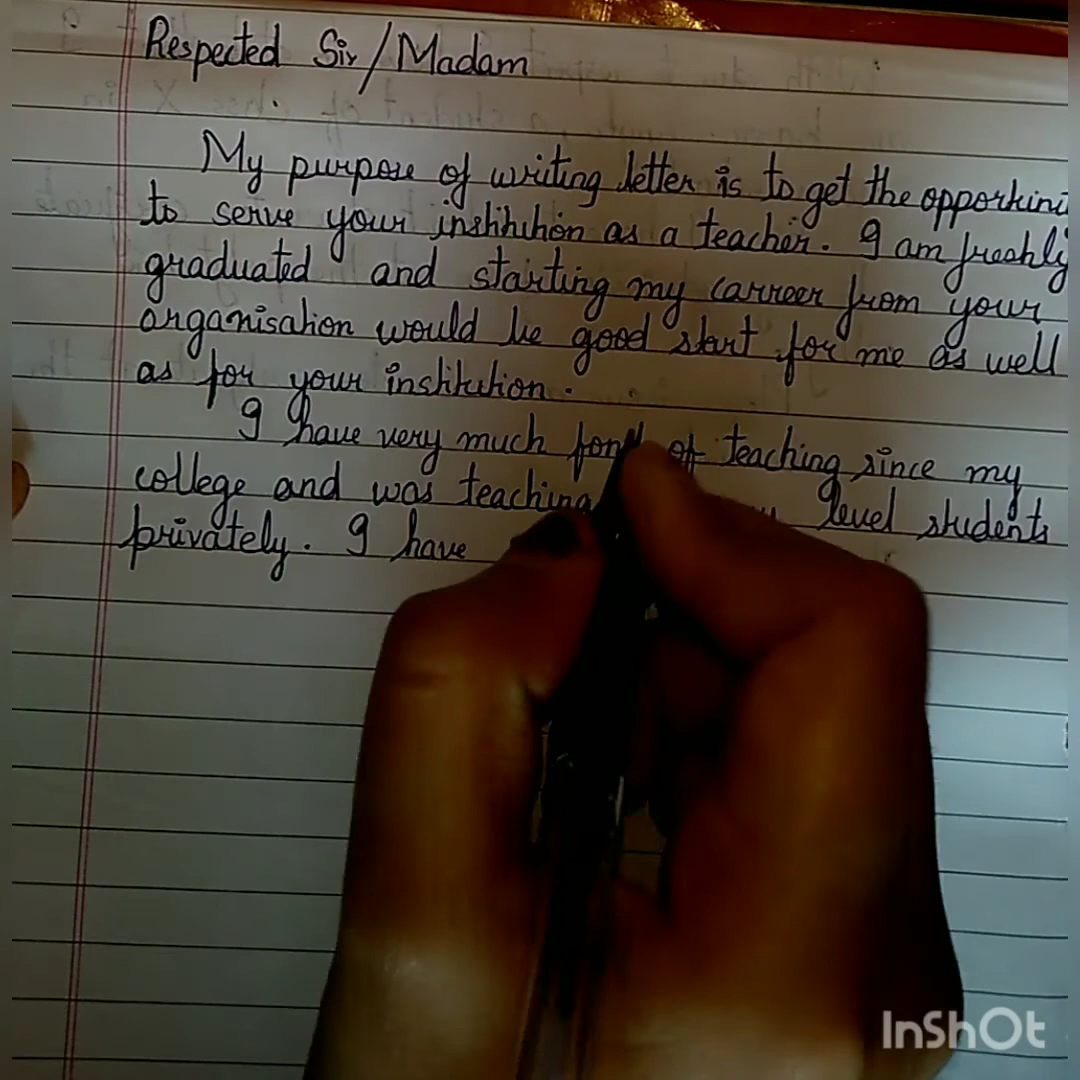 Respected Sir/Madam
My purpose of writing letter is to get the opportuni
to serve your institution as a teacher. I am freshly
graduated and starting my carreer from your
organisation would be good start for me as well
as for your institution.
I have very much fond of teaching since my
college and was teaching level students
privately. I have
InShOt